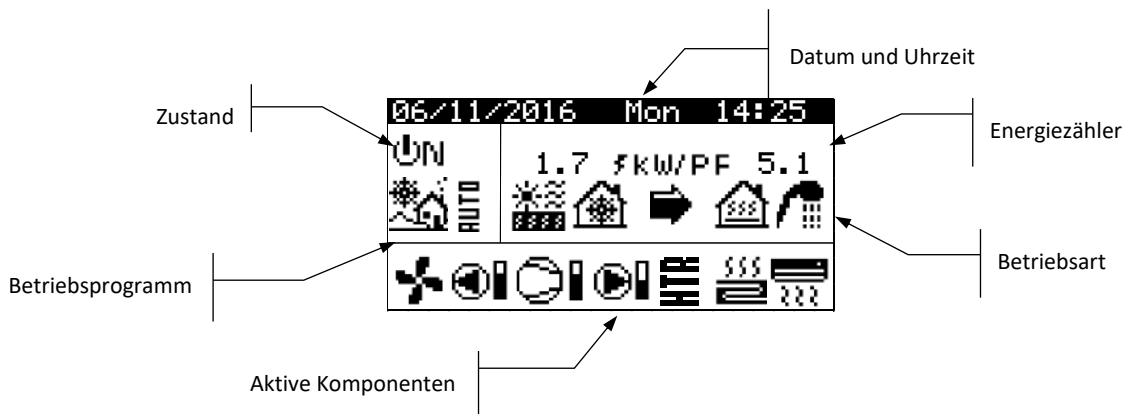 Datum und Uhrzeit
Zustand
06/11/2016 Mon 14:25
Energiezähler
ON
1.7 kW/PF 5.1
AUTO
Betriebsprogramm
Betriebsart
HTR
Aktive Komponenten